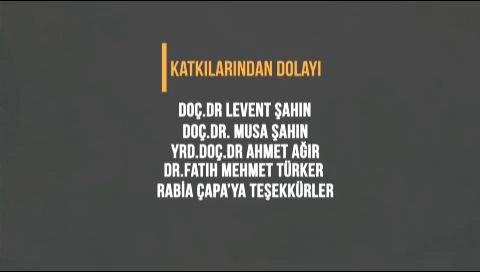 KATKILARINDAN DOLAYI
DOÇ.DR LEVENT ŞAHIN
DOÇ.DR. MUSA ŞAHIN
YRD.DOÇ.DR AHMET AĞIR
DR.FATIH MEHMET TÜRKER
RABİA ÇAPA'YA TEŞEKKÜRLER